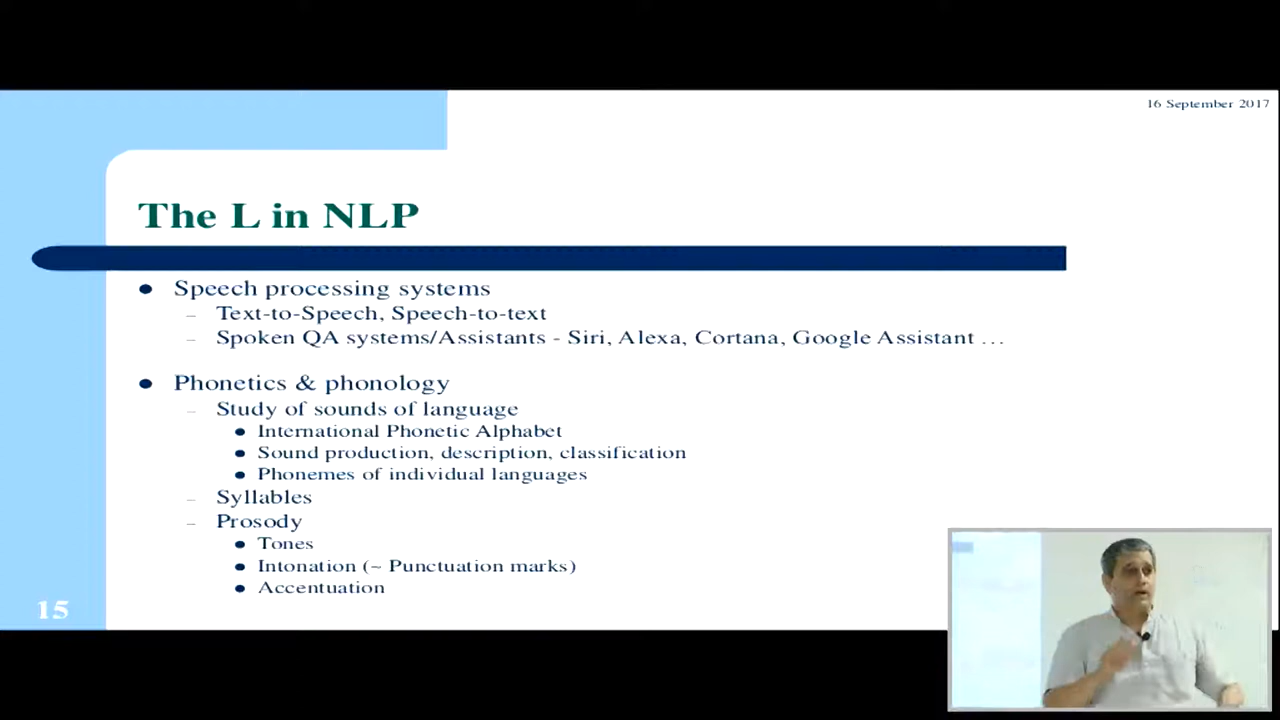 16 September 2017
The L in NLP
● Speech processing systems
– Text-to-Speech, Speech-to-text
– Spoken QA systems/Assistants - Siri, Alexa, Cortana, Google Assistant …
● Phonetics & phonology
– Study of sounds of language
● International Phonetic Alphabet
● Sound production, description, classification
● Phonemes of individual languages
– Syllables
– Prosody
● Tones
● Intonation (~ Punctuation marks)
● Accentuation
15